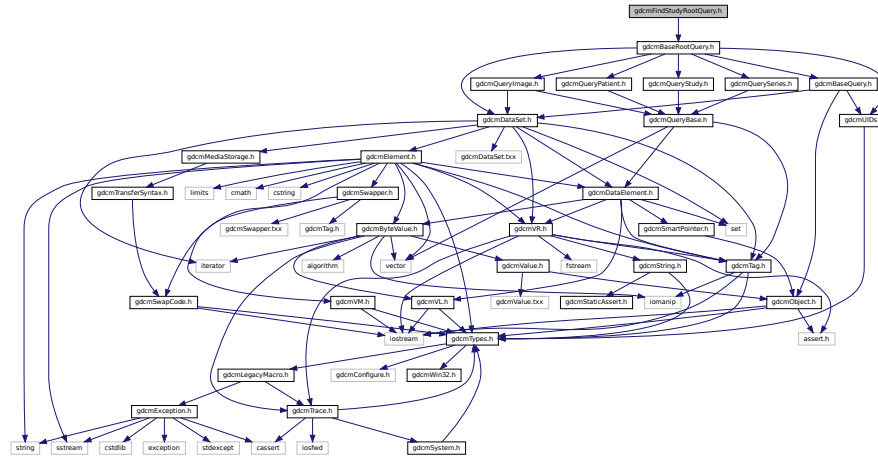 gdcmFindStudyRootQuery.h
gdcmBaseRootQuery.h
gdcmQueryImage.h
gdcmQueryPatient.h
gdcmQueryStudy.h
gdcmQuerySeries.h
gdcmBaseQuery.h
gdcmDataSet.h
gdcmQueryBase.h
gdcmUIDs
gdcmMediaStorage.h
gdcmElement.h
gdcmDataSet.txx
gdcmTransferSyntax.h
limits
cmath
cstring
gdcmSwapper.h
gdcmDataElement.h
gdcmSwapper.txx
gdcmTag.h
gdcmByteValue.h
gdcmVR.h
gdcmSmartPointer.h
set
iterator
algorithm
vector
gdcmValue.h
fstream
gdcmString.h
gdcmTag.h
gdcmSwapCode.h
gdcmVM.h
gdcmVL.h
gdcmValue.txx
gdcmStaticAssert.h
iomanip
gdcmObject.h
iostream
gdcmTypes.h
assert.h
gdcmLegacyMacro.h
gdcmConfigure.h
gdcmWin32.h
gdcmException.h
gdcmTrace.h
string
sstream
cstdlib
exception
stdexcept
cassert
iosfwd
gdcmSystem.h